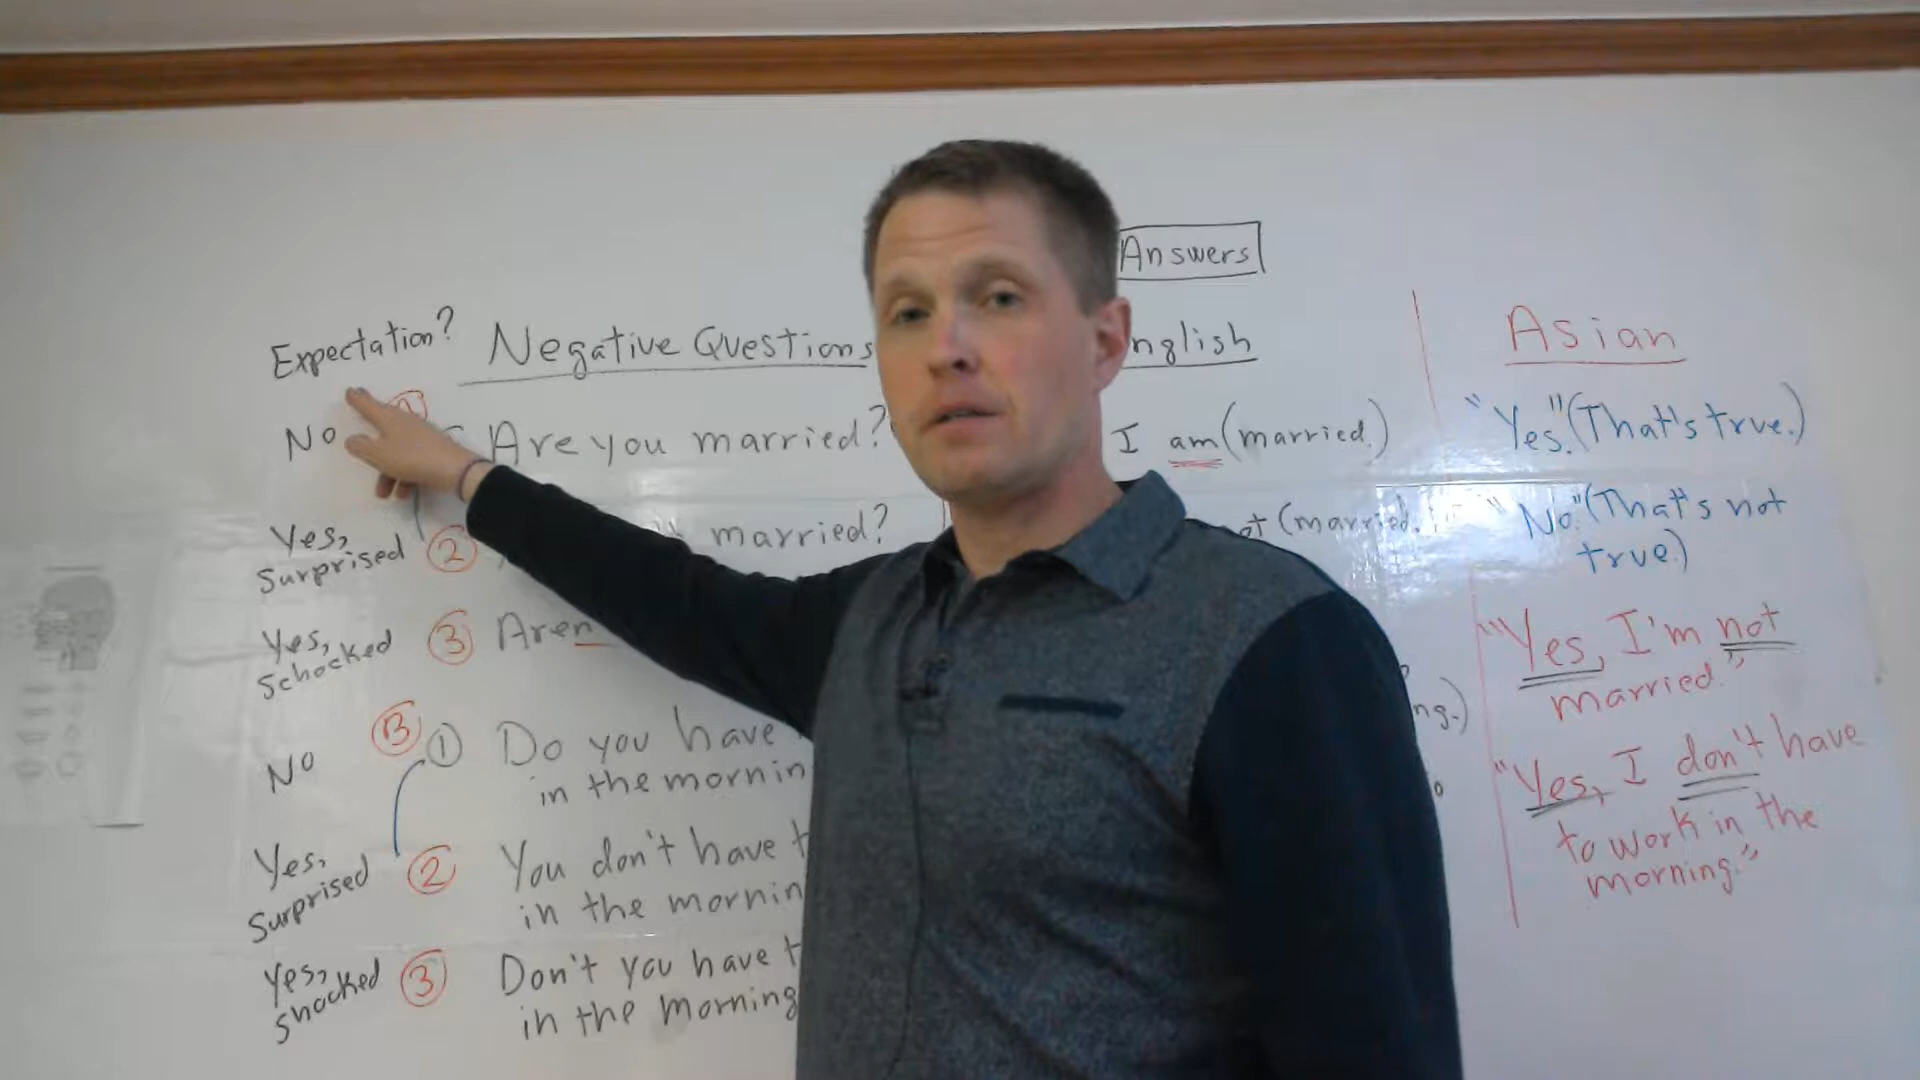 Answers
Expectation? Negative Questions nglish Asian
No Are you married? I am (married.) "Yes." (That's true.)
Yes, Surprised 2 married? ot (married. "No." (That's not true.)
Yes, Schocked 3 Aren "Yes, I'm not married."
No B 1 Do you have
in the mornin ng.)
"Yes, I don't have
to work in the
morning."
Yes, Surprised 2 You don't have t
in the mornin
Yes, shocked 3 Don't you have t
in the morning